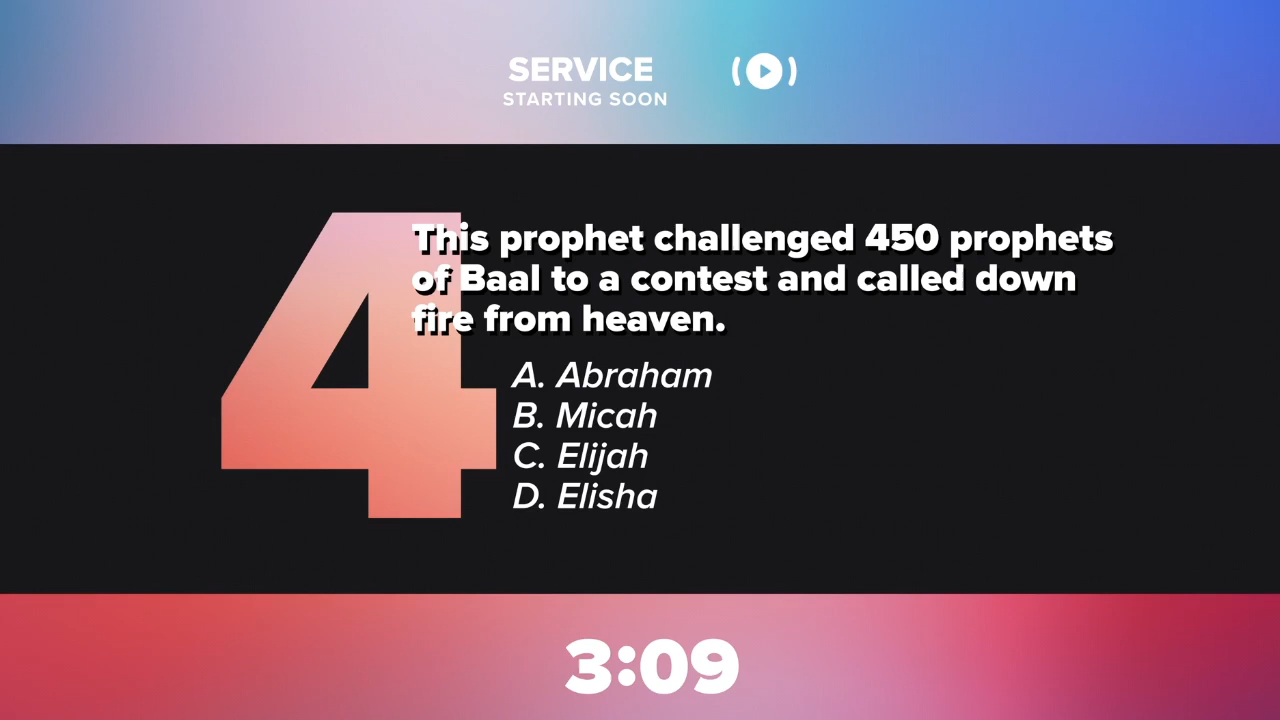 SERVICE
STARTING SOON
4
This prophet challenged 450 prophets
of Baal to a contest and called down
fire from heaven.
A. Abraham
B. Micah
C. Elijah
D. Elisha
3:09